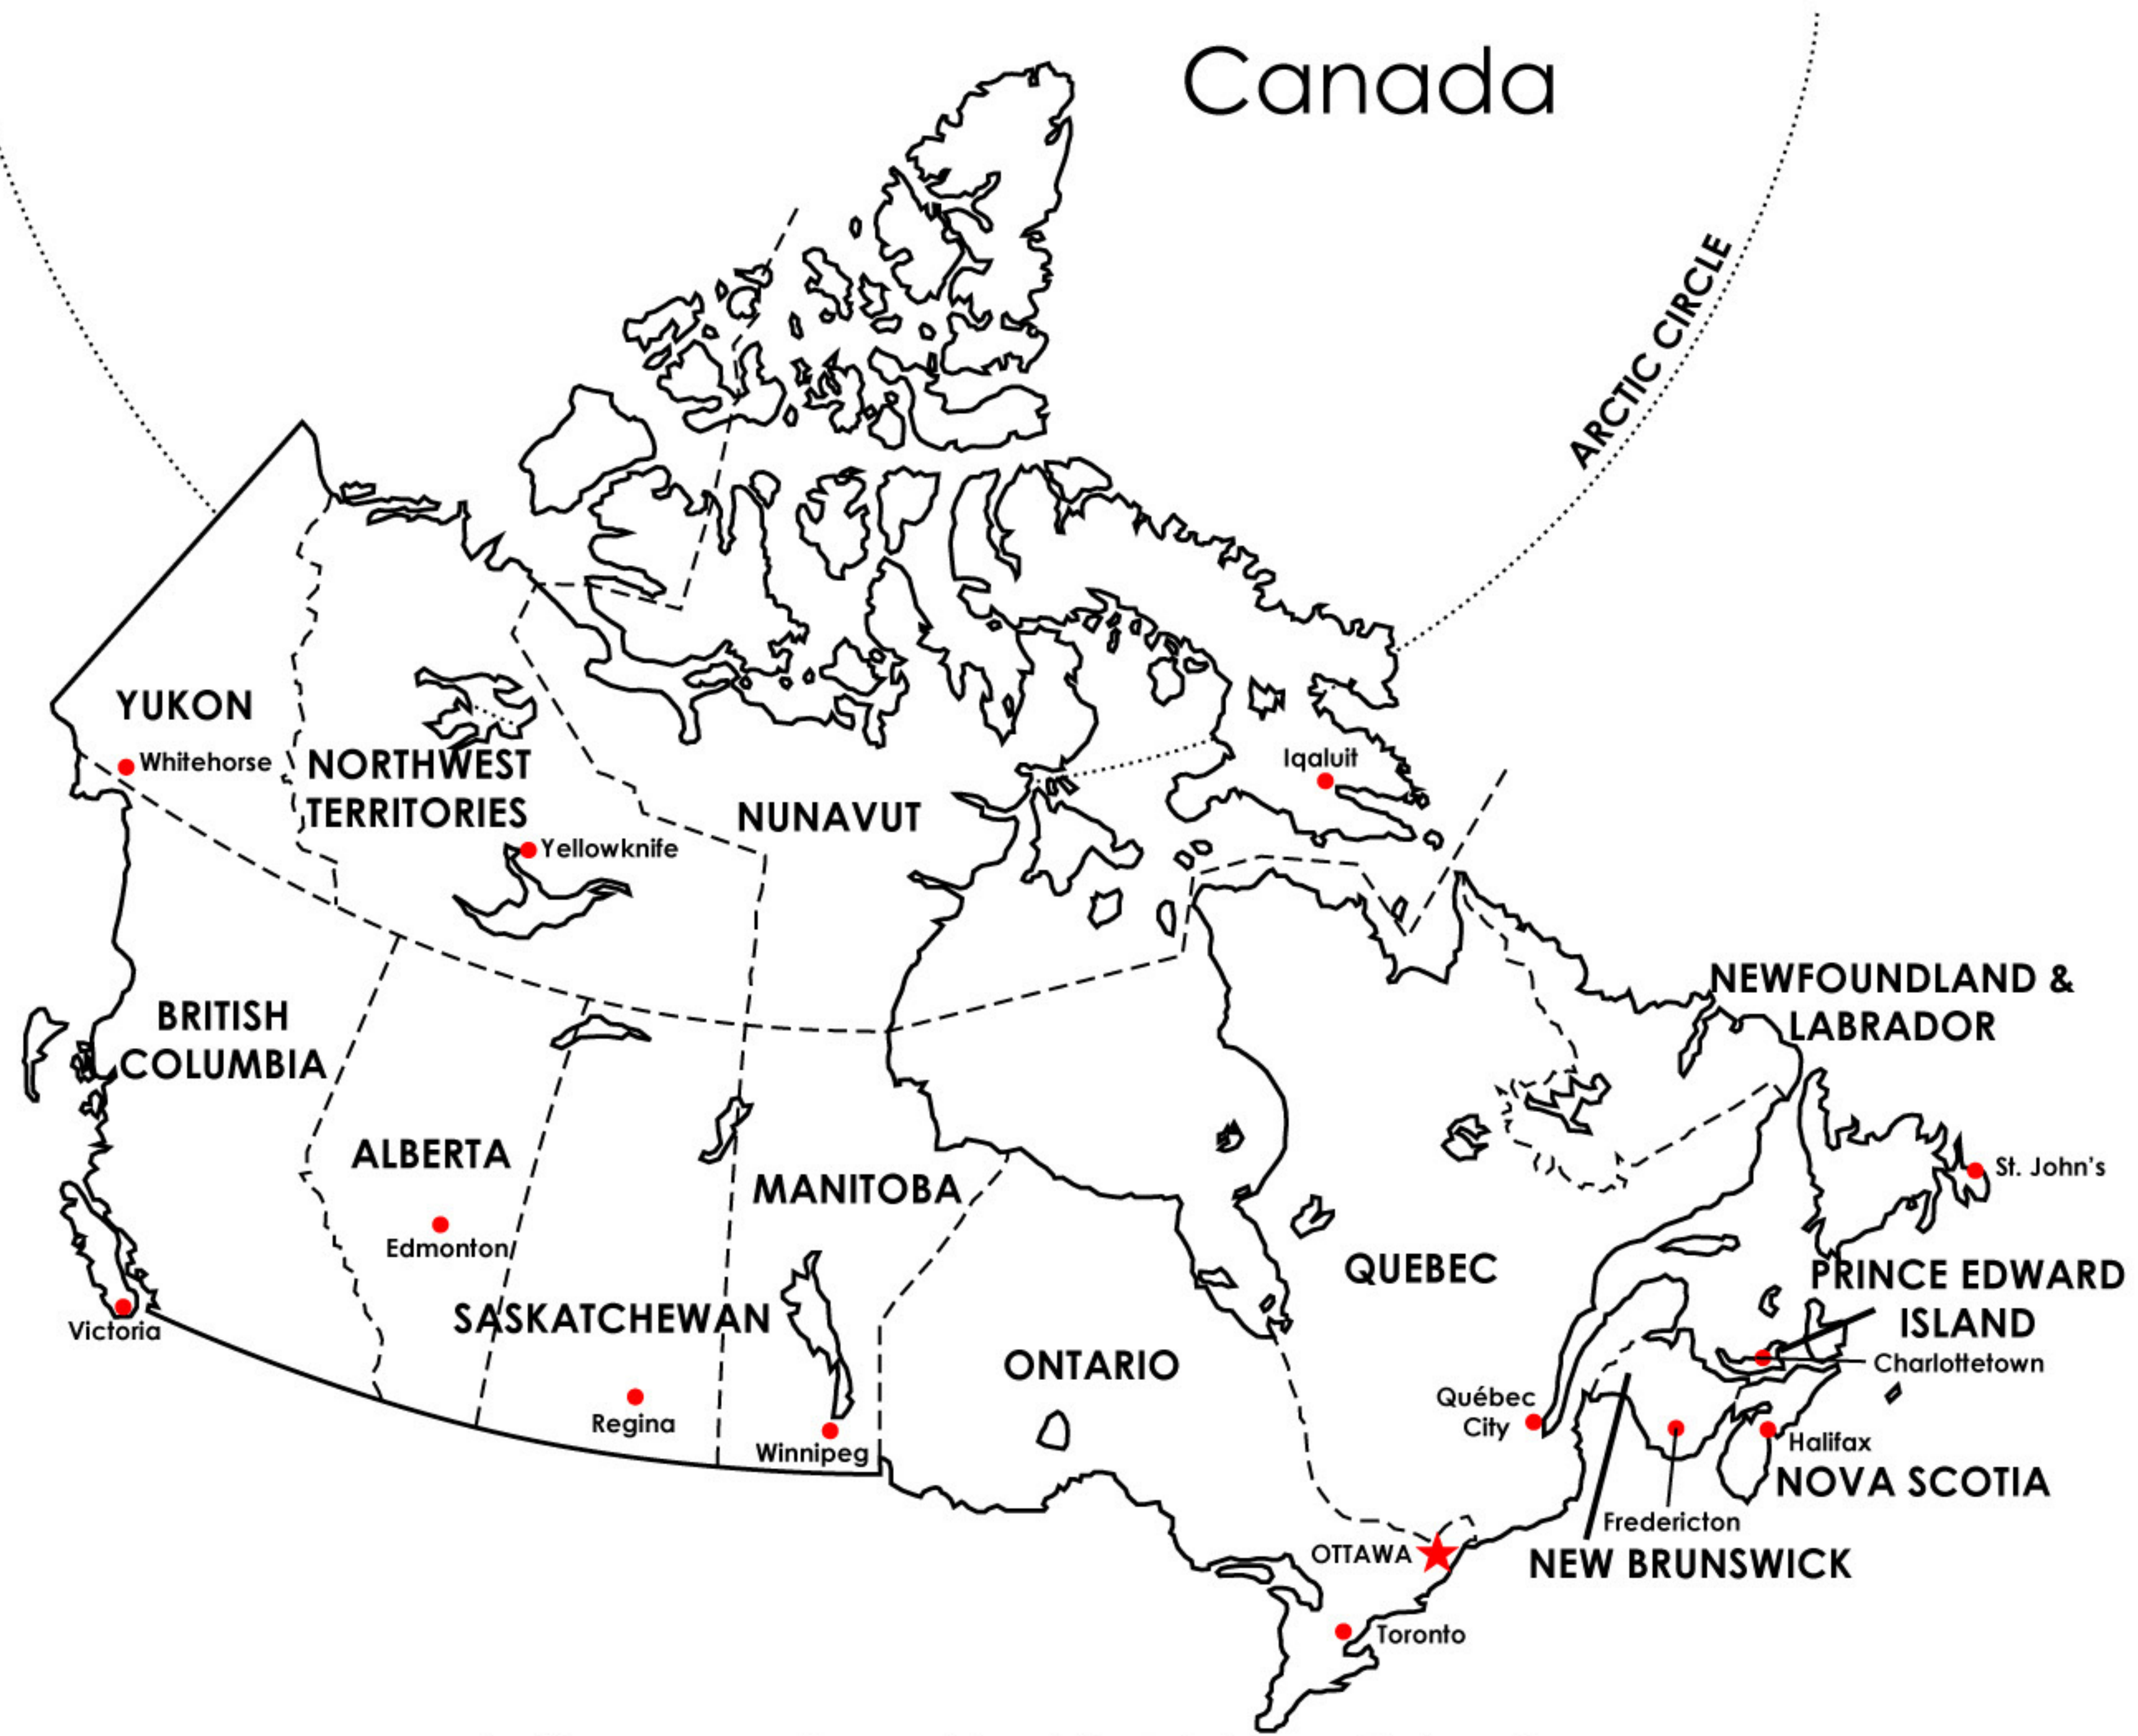 Canada
ARCTIC CIRCLE
YUKON
Whitehorse
NORTHWEST
TERRITORIES
Yellowknife
NUNAVUT
Iqaluit
NEWFOUNDLAND &
LABRADOR
St. John's
BRITISH
COLUMBIA
Victoria
ALBERTA
Edmonton
SASKATCHEWAN
Regina
MANITOBA
Winnipeg
ONTARIO
OTTAWA
Toronto
QUEBEC
Québec
City
PRINCE EDWARD
ISLAND
Charlottetown
Halifax
NOVA SCOTIA
Fredericton
NEW BRUNSWICK